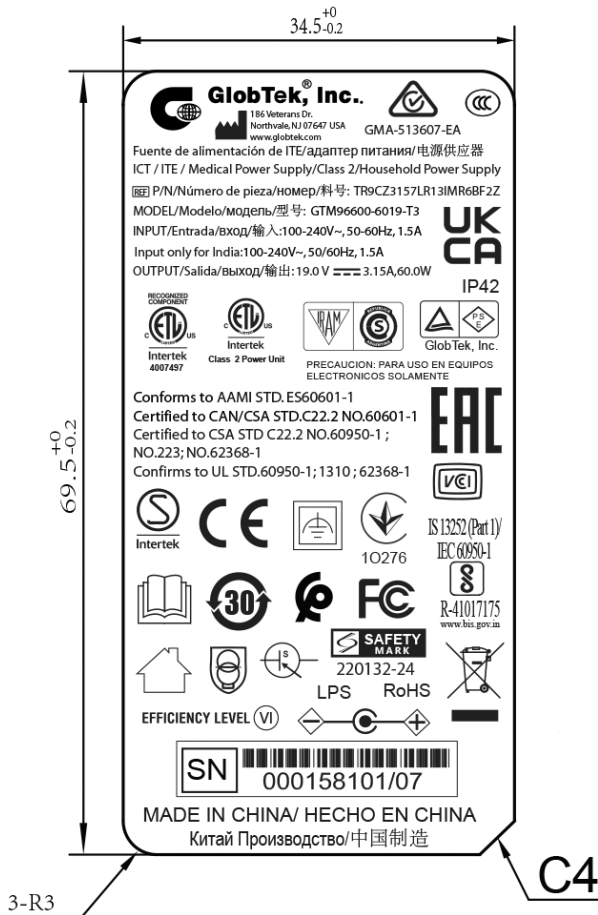 34.5 +0 -0.2
GlobTek, Inc.®
186 Veterans Dr.
Northvale, NJ 07647 USA
www.globtek.com
GMA-513607-EA
CCC
Fuente de alimentación de ITE/адаптер питания/电源供应器
ICT / ITE / Medical Power Supply/Class 2/Household Power Supply
REF P/N/Número de pieza/номер/料号: TR9CZ3157LR13IMR6BF2Z
MODEL/Modelo/модель/型号: GTM96600-6019-T3
INPUT/Entrada/вход/输入:100-240V~, 50-60Hz, 1.5A
Input only for India:100-240V~, 50/60Hz, 1.5A
OUTPUT/Salida/выход/输出: 19.0 V 3.15A,60.0W
UK
CA
IP42
RECOGNIZED
COMPONENT
C ETL US
Intertek
4007497
C ETL US
Intertek
Class 2 Power Unit
IRAM
S
PS
E
GlobTek, Inc.
PRECAUCION: PARA USO EN EQUIPOS
ELECTRONICOS SOLAMENTE
Conforms to AAMI STD. ES60601-1
Certified to CAN/CSA STD.C22.2 NO.60601-1
Certified to CSA STD C22.2 NO.60950-1 ;
NO.223; NO.62368-1
Confirms to UL STD.60950-1; 1310 ; 62368-1
EAC
VCI
69.5 +0 -0.2
S
Intertek
CE
10276
IS 13252 (Part 1)/
IEC 60950-1
R-41017175
www.bis.gov.in
30
FC
S
SAFETY
MARK
220132-24
LPS RoHS
EFFICIENCY LEVEL VI
SN
000158101/07
MADE IN CHINA/ HECHO EN CHINA
Китай Производство/中国制造
3-R3
C4